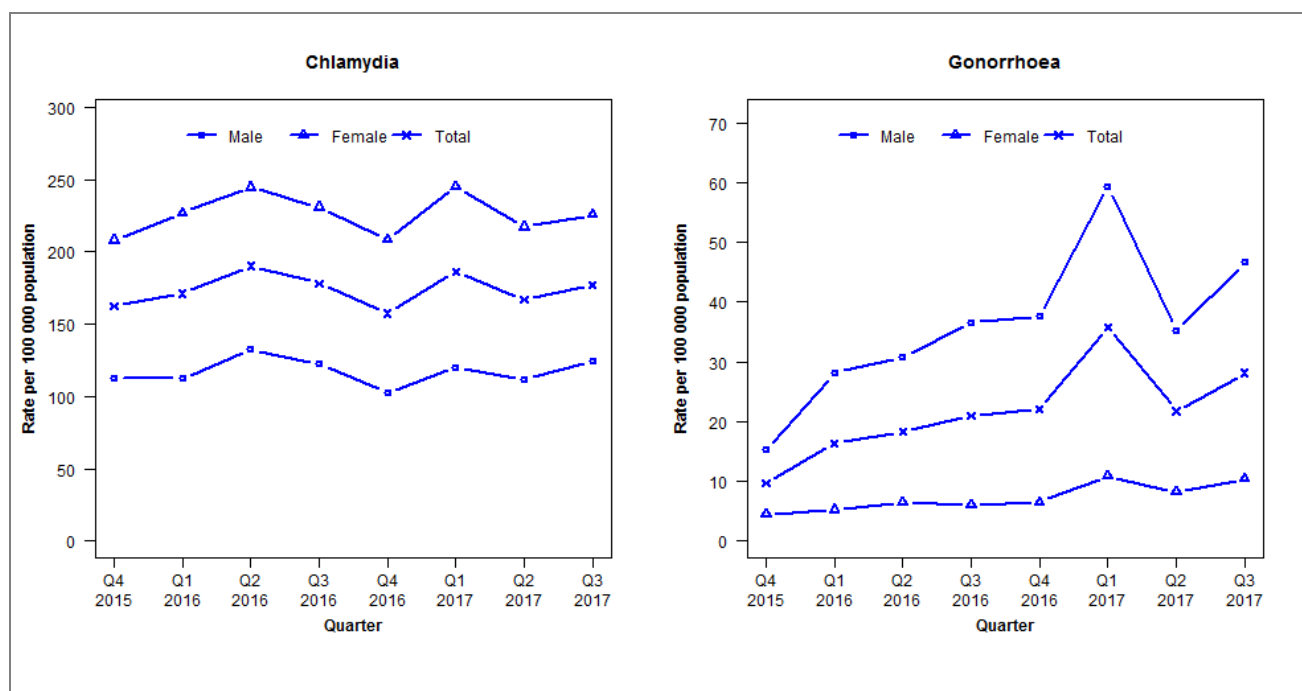 Chlamydia
Rate per 100 000 population
300
250
200
150
100
50
0
Male Female Total
Q4 Q1 Q2 Q3 Q4 Q1 Q2 Q3
2015 2016 2016 2016 2016 2017 2017 2017
Quarter
Gonorrhoea
Rate per 100 000 population
70
60
50
40
30
20
10
0
Male Female Total
Q4 Q1 Q2 Q3 Q4 Q1 Q2 Q3
2015 2016 2016 2016 2016 2017 2017 2017
Quarter